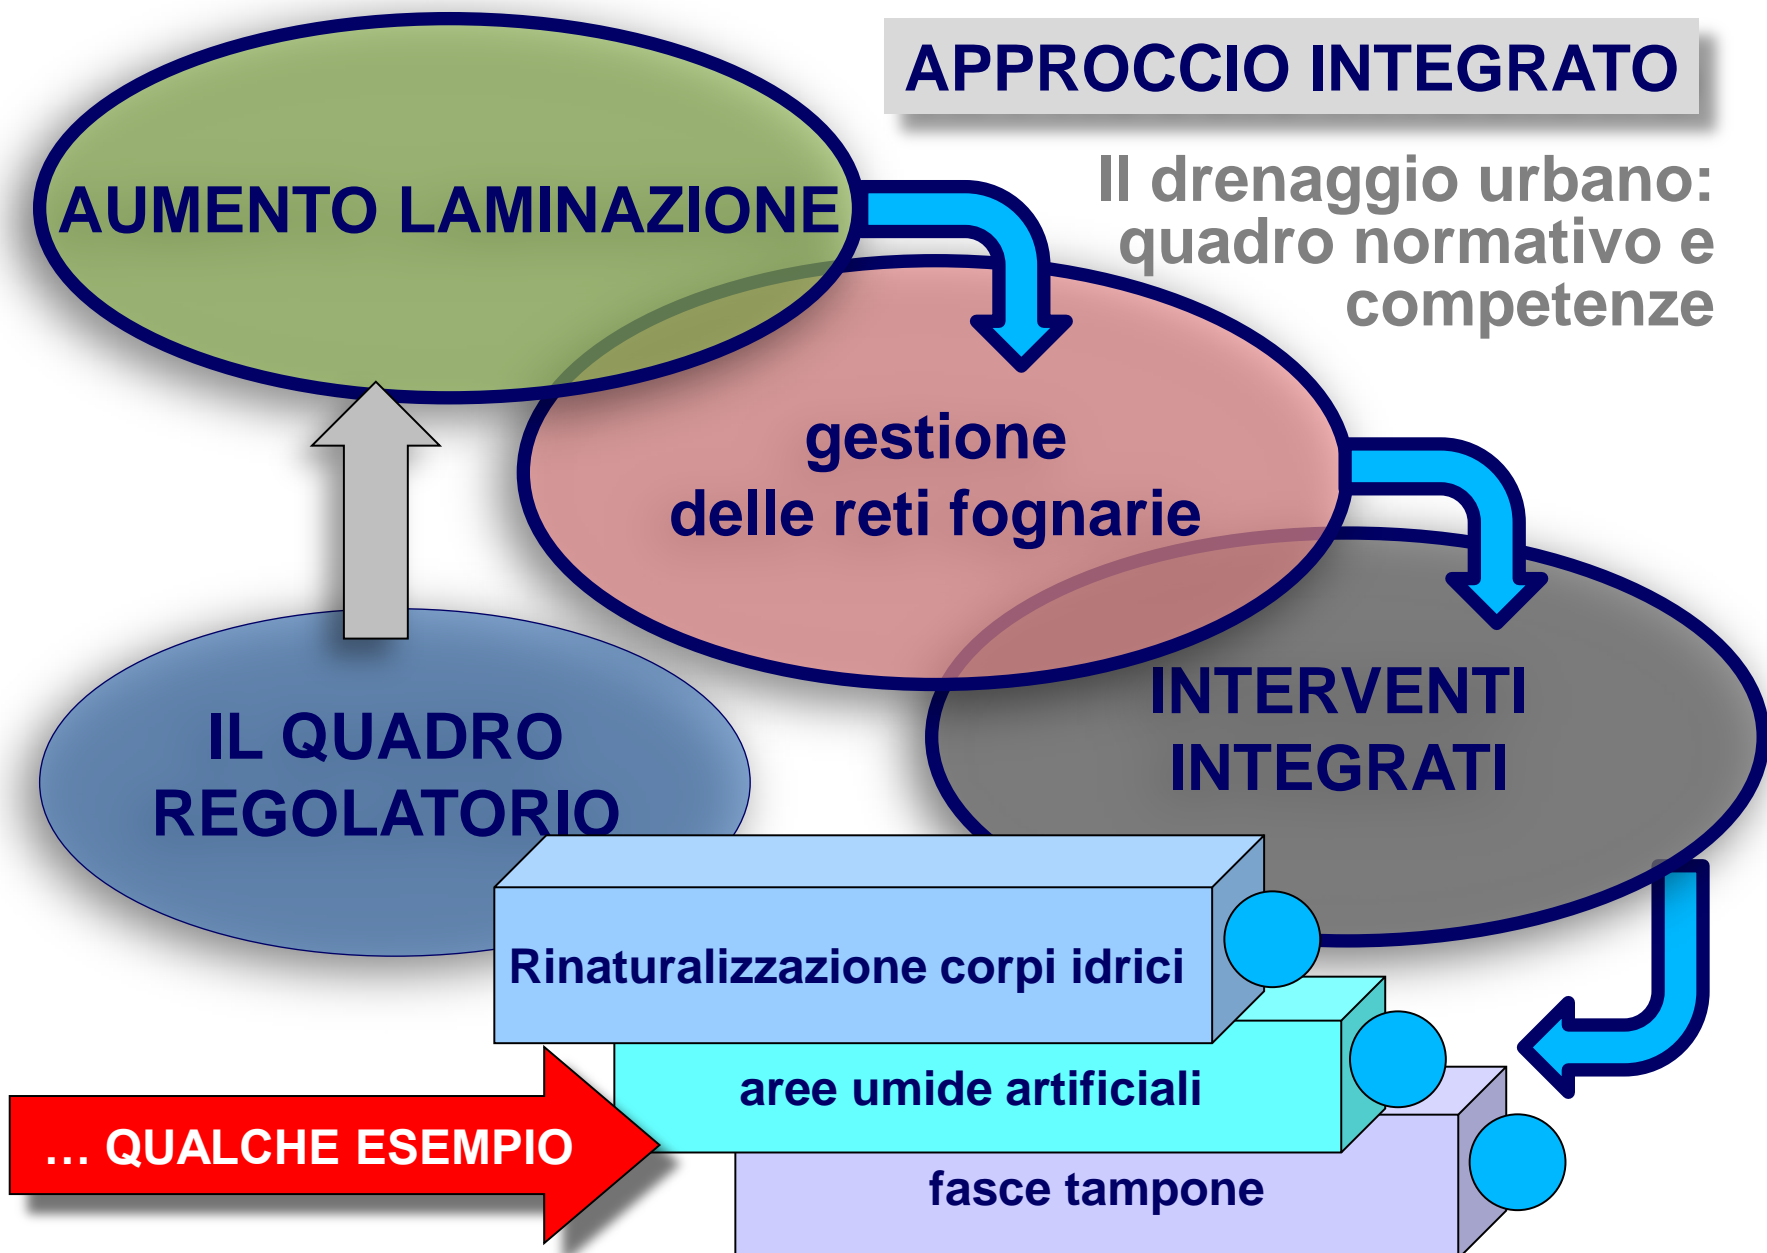 APPROCCIO INTEGRATO
Il drenaggio urbano:
quadro normativo e
competenze
AUMENTO LAMINAZIONE
gestione
delle reti fognarie
INTERVENTI
INTEGRATI
IL QUADRO
REGOLATORIO
Rinaturalizzazione corpi idrici
aree umide artificiali
fasce tampone
... QUALCHE ESEMPIO